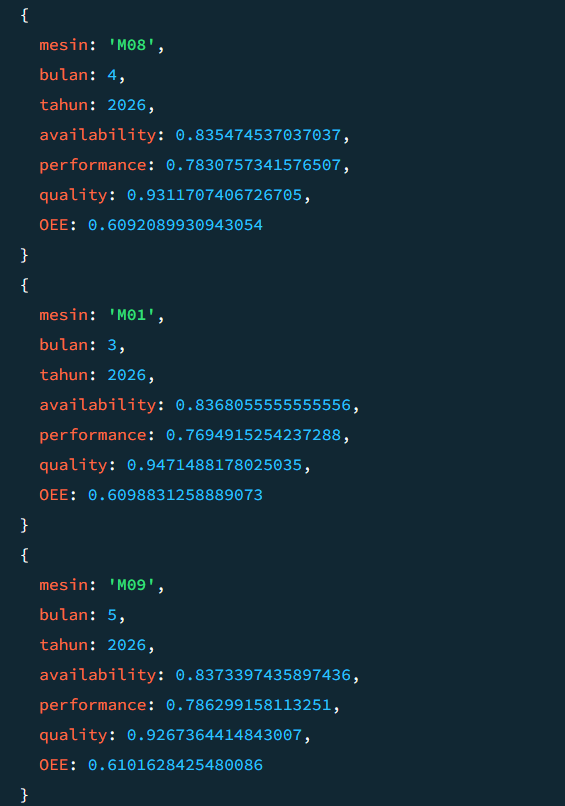 {
mesin: 'M08',
bulan: 4,
tahun: 2026,
availability: 0.835474537037037,
performance: 0.7830757341576507,
quality: 0.9311707406726705,
OEE: 0.6092089930943054
}
{
mesin: 'M01',
bulan: 3,
tahun: 2026,
availability: 0.8368055555555556,
performance: 0.7694915254237288,
quality: 0.9471488178025035,
OEE: 0.6098831258889073
}
{
mesin: 'M09',
bulan: 5,
tahun: 2026,
availability: 0.8373397435897436,
performance: 0.786299158113251,
quality: 0.9267364414843007,
OEE: 0.6101628425480086
}